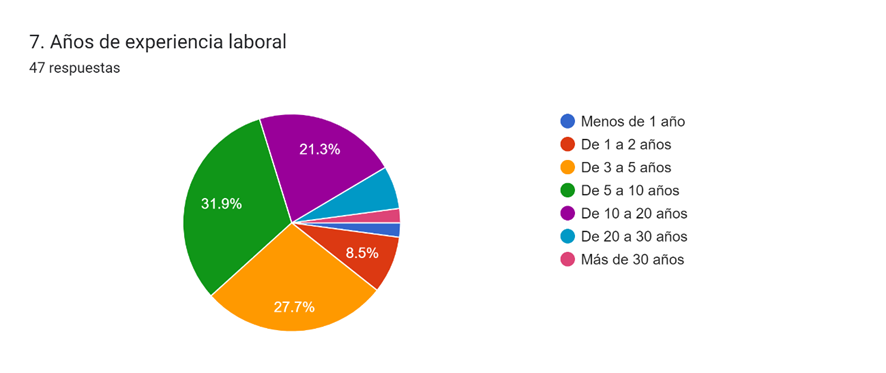 7. Años de experiencia laboral
47 respuestas
21.3%
31.9%
8.5%
27.7%
Menos de 1 año
De 1 a 2 años
De 3 a 5 años
De 5 a 10 años
De 10 a 20 años
De 20 a 30 años
Más de 30 años